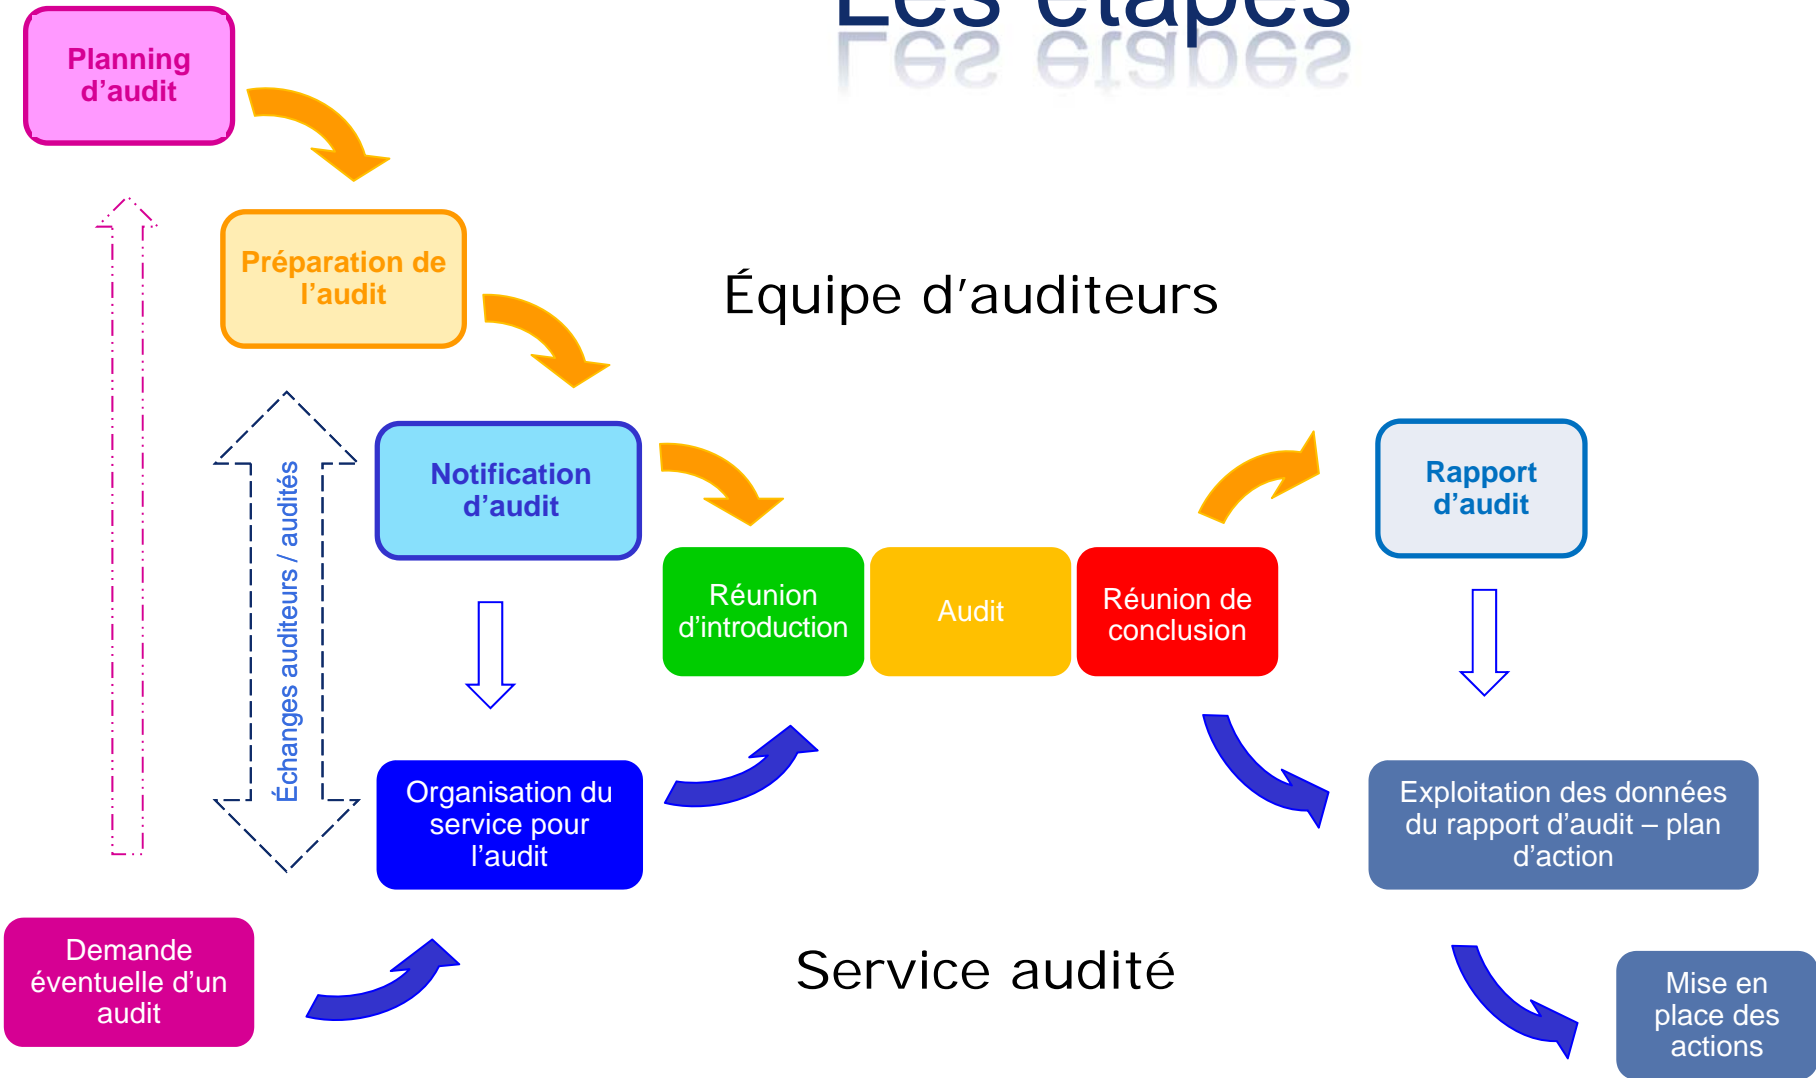 Les étapes
Planning
d’audit
Préparation de
l’audit
Équipe d’auditeurs
Notification
d’audit
Rapport
d’audit
Échanges auditeurs / audités
Réunion
d’introduction
Audit
Réunion de
conclusion
Organisation du
service pour
l’audit
Exploitation des données
du rapport d’audit – plan
d’action
Demande
éventuelle d’un
audit
Service audité
Mise en
place des
actions